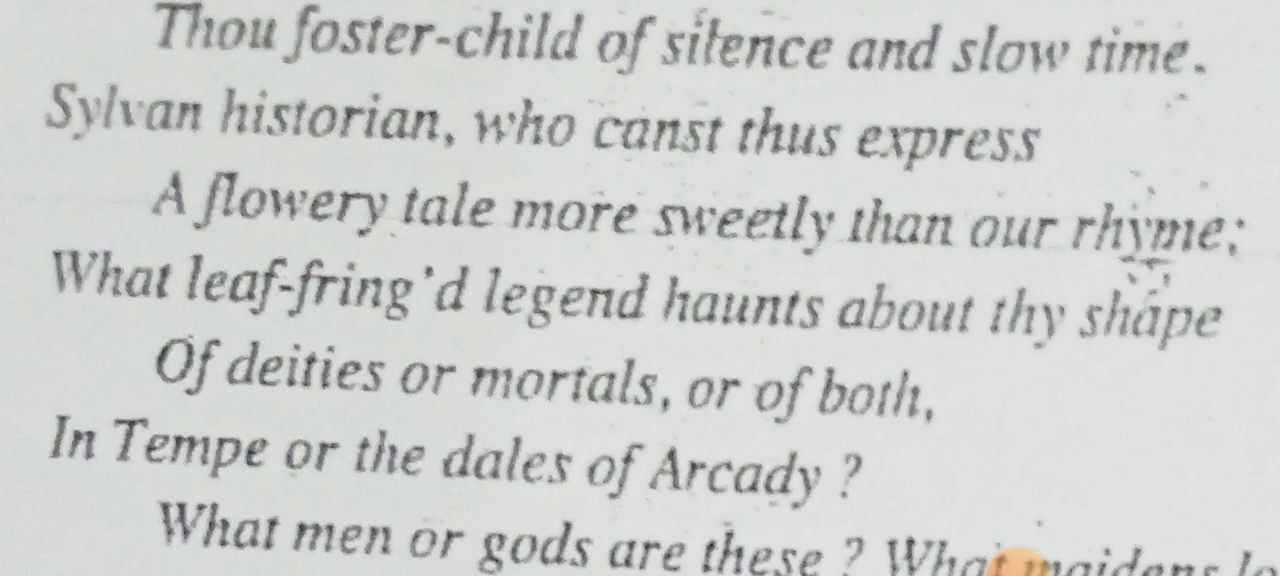 Thou foster-child of silence and slow time.
Sylvan historian, who canst thus express
A flowery tale more sweetly than our rhyme;
What leaf-fring'd legend haunts about thy shape
Of deities or mortals, or of both,
In Tempe or the dales of Arcady ?
What men or gods are these ? What maidens